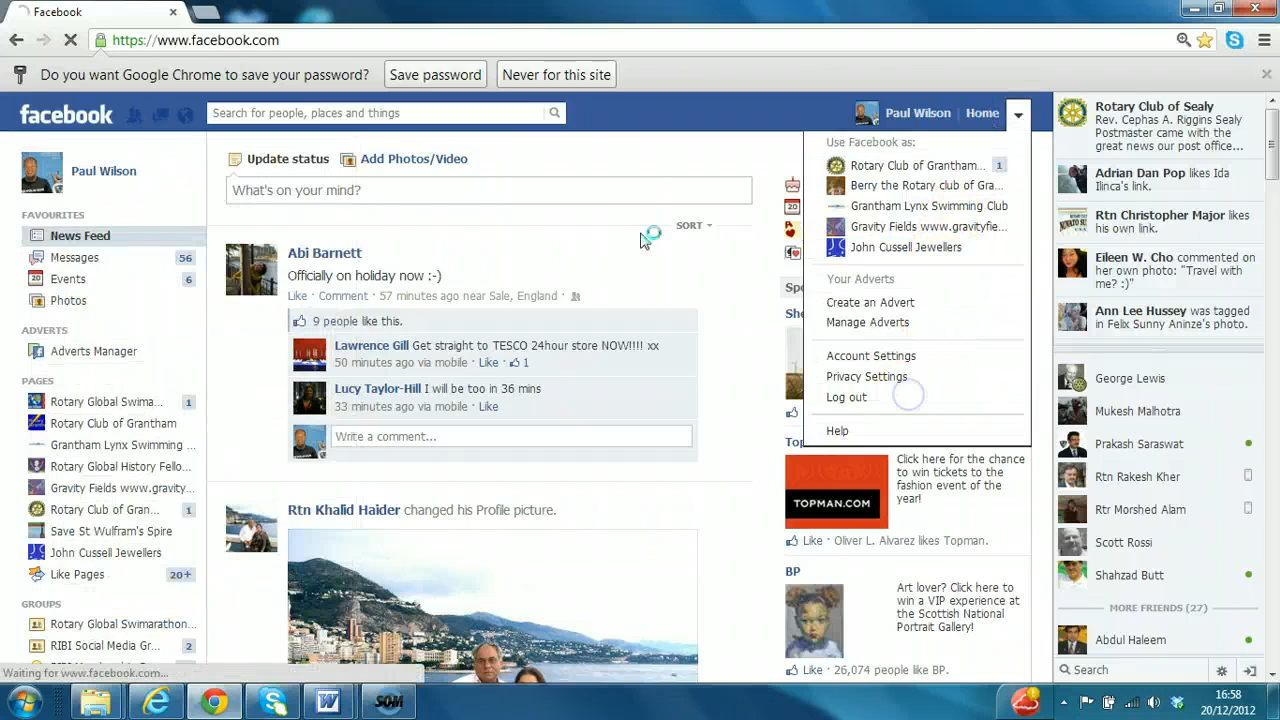 Facebook
https://www.facebook.com
Do you want Google Chrome to save your password?
Save password
Never for this site
facebook
Search for people, places and things
Paul Wilson
Home
Paul Wilson
FAVOURITES
News Feed
Messages 56
Events 6
Photos
ADVERTS
Adverts Manager
PAGES
Rotary Global Swima... 1
Rotary Club of Grantham
Grantham Lynx Swimming ...
Rotary Global History Fello...
Gravity Fields www.gravity...
Rotary Club of Gran... 1
Save St Wulfram's Spire
John Cussell Jewellers
Like Pages 20+
GROUPS
Rotary Global Swimarathon...
RIBI Social Media Gr... 2
Waiting for www.facebook.com...
Update status
Add Photos/Video
What's on your mind?
SORT
Abi Barnett
Officially on holiday now :-)
Like · Comment · 57 minutes ago near Sale, England ·
9 people like this.
Lawrence Gill Get straight to TESCO 24hour store NOW!!!! xx
50 minutes ago via mobile · Like · 1
Lucy Taylor-Hill I will be too in 36 mins
33 minutes ago via mobile · Like
Write a comment...
Rtn Khalid Haider changed his Profile picture.
Use Facebook as:
Rotary Club of Grantham... 1
Berry the Rotary club of Gra...
Grantham Lynx Swimming Club
Gravity Fields www.gravityfie...
John Cussell Jewellers
Your Adverts
Create an Advert
Manage Adverts
Account Settings
Privacy Settings
Log out
Help
20
Click here for the chance
to win tickets to the
fashion event of the
year!
TOPMAN.COM
Like · Oliver L. Alvarez likes Topman.
BP
Art lover? Click here to
win a VIP experience at
the Scottish National
Portrait Gallery!
Like · 26,074 people like BP.
Rotary Club of Sealy
Rev. Cephas A. Riggins Sealy
Postmaster came with the
great news our post office...
Adrian Dan Pop likes Ida
Ilinca's link.
Rtn Christopher Major likes
his own link.
Eileen W. Cho commented on
her own photo: "Travel with
me? :)"
Ann Lee Hussey was tagged
in Felix Sunny Aninze's photo.
George Lewis
Mukesh Malhotra
Prakash Saraswat
Rtn Rakesh Kher
Rtr Morshed Alam
Scott Rossi
Shahzad Butt
MORE FRIENDS (27)
Abdul Haleem
Search
16:58
20/12/2012